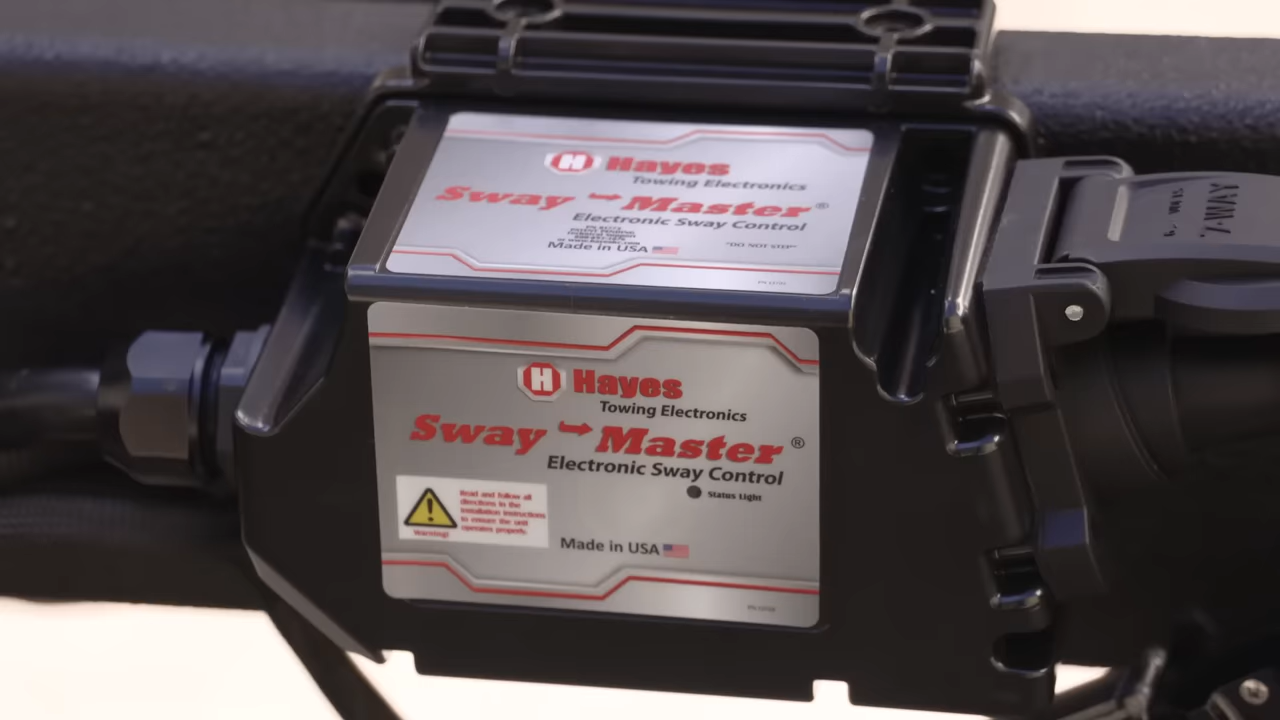 H Hayes
Towing Electronics
Sway Master®
Electronic Sway Control
Made in USA
"DO NOT STEP"
7-WAY
H Hayes
Towing Electronics
Sway Master®
Electronic Sway Control
Status Light
Read and follow all
directions in the
installation instructions
to ensure the unit
operates properly.
Warning!
Made in USA